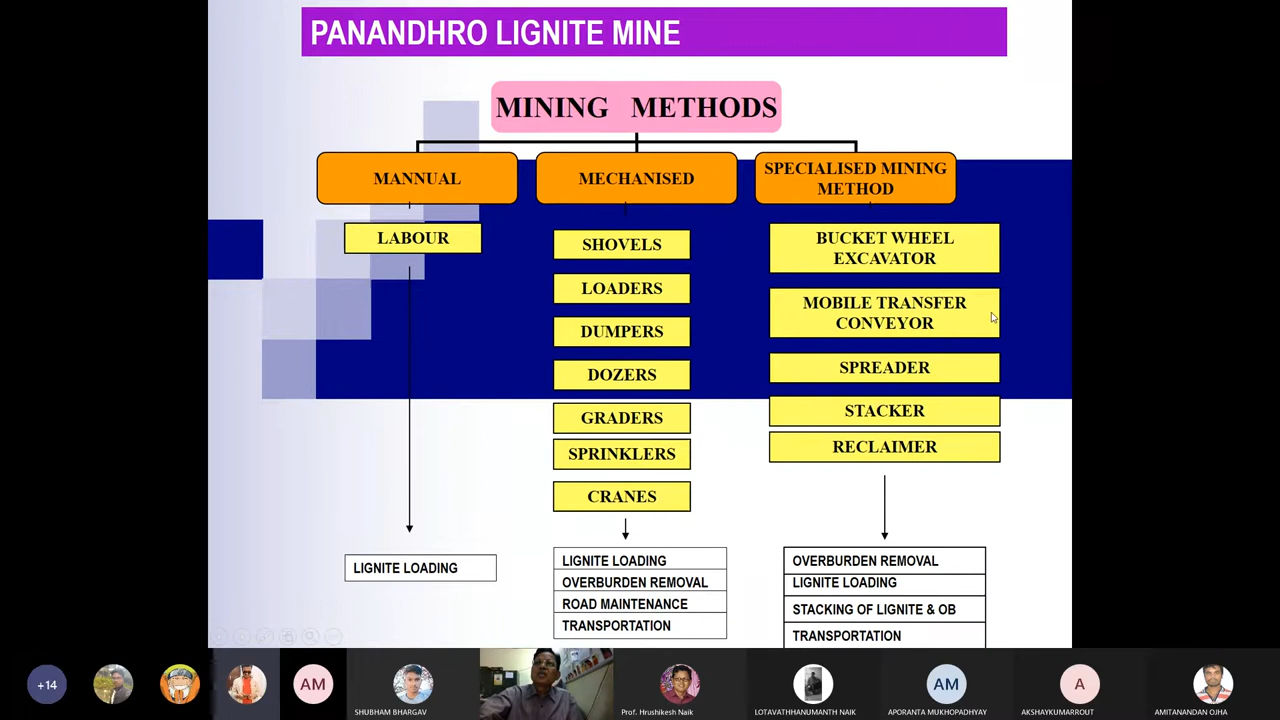 PANANDHRO LIGNITE MINE
MINING METHODS
MANNUAL
MECHANISED
SPECIALISED MINING
METHOD
LABOUR
SHOVELS
LOADERS
DUMPERS
DOZERS
GRADERS
SPRINKLERS
CRANES
BUCKET WHEEL
EXCAVATOR
MOBILE TRANSFER
CONVEYOR
SPREADER
STACKER
RECLAIMER
LIGNITE LOADING
LIGNITE LOADING
OVERBURDEN REMOVAL
ROAD MAINTENANCE
TRANSPORTATION
OVERBURDEN REMOVAL
LIGNITE LOADING
STACKING OF LIGNITE & OB
TRANSPORTATION
+14
AM
SHUBHAM BHARGAV
Prof. Hrushikesh Naik
LOTAVATHHANUMANTH NAIK
AM
APORANTA MUKHOPADHYAY
A
AKSHAYKUMARROUT
AMITANANDAN OJHA